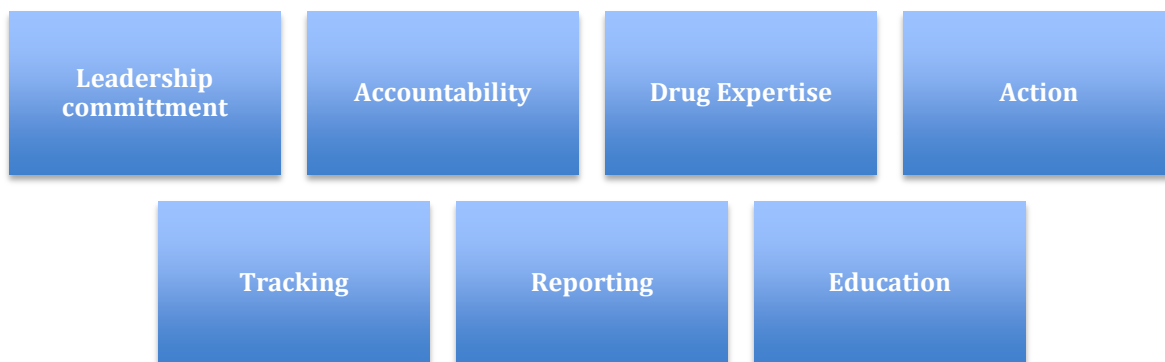 Leadership
committment
Accountability
Drug Expertise
Action
Tracking
Reporting
Education